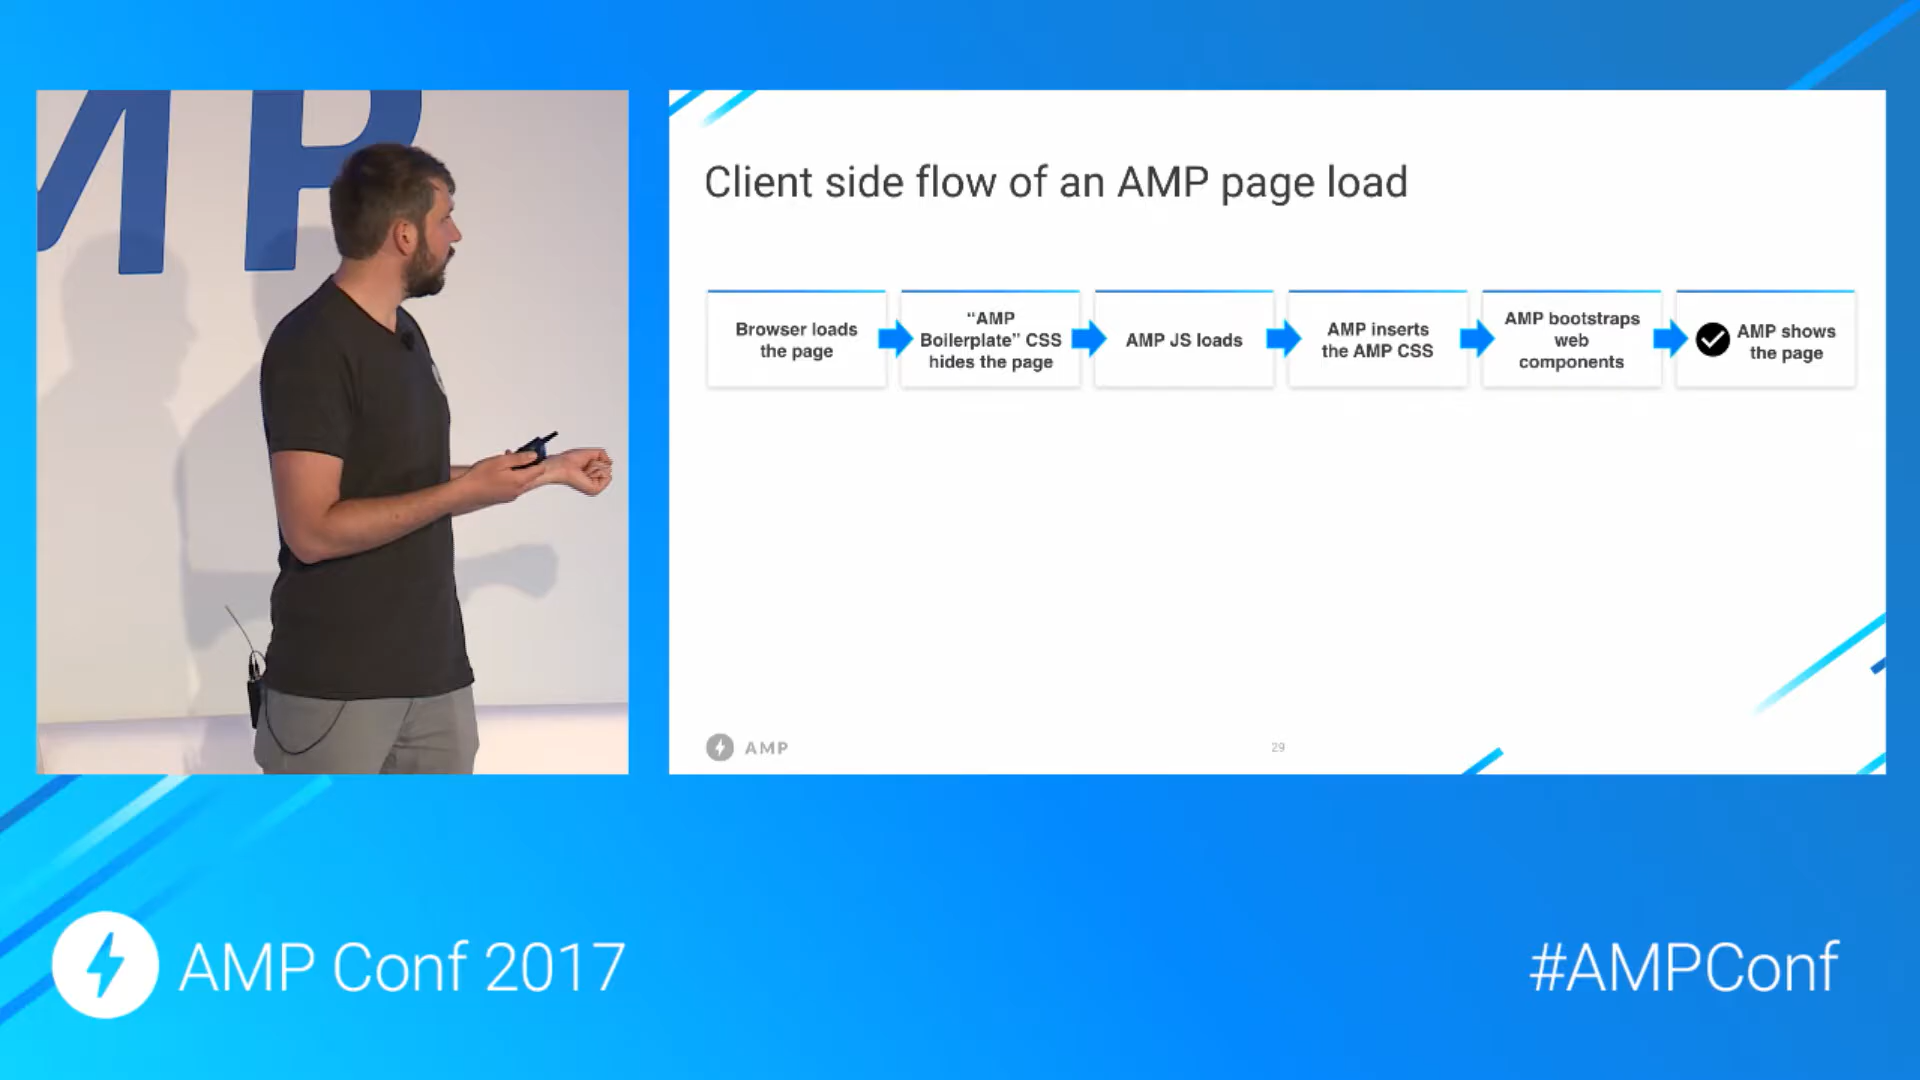 MP
Client side flow of an AMP page load
Browser loads
the page
“AMP
Boilerplate” CSS
hides the page
AMP JS loads
AMP inserts
the AMP CSS
AMP bootstraps
web
components
AMP shows
the page
AMP
29
AMP Conf 2017
#AMPConf